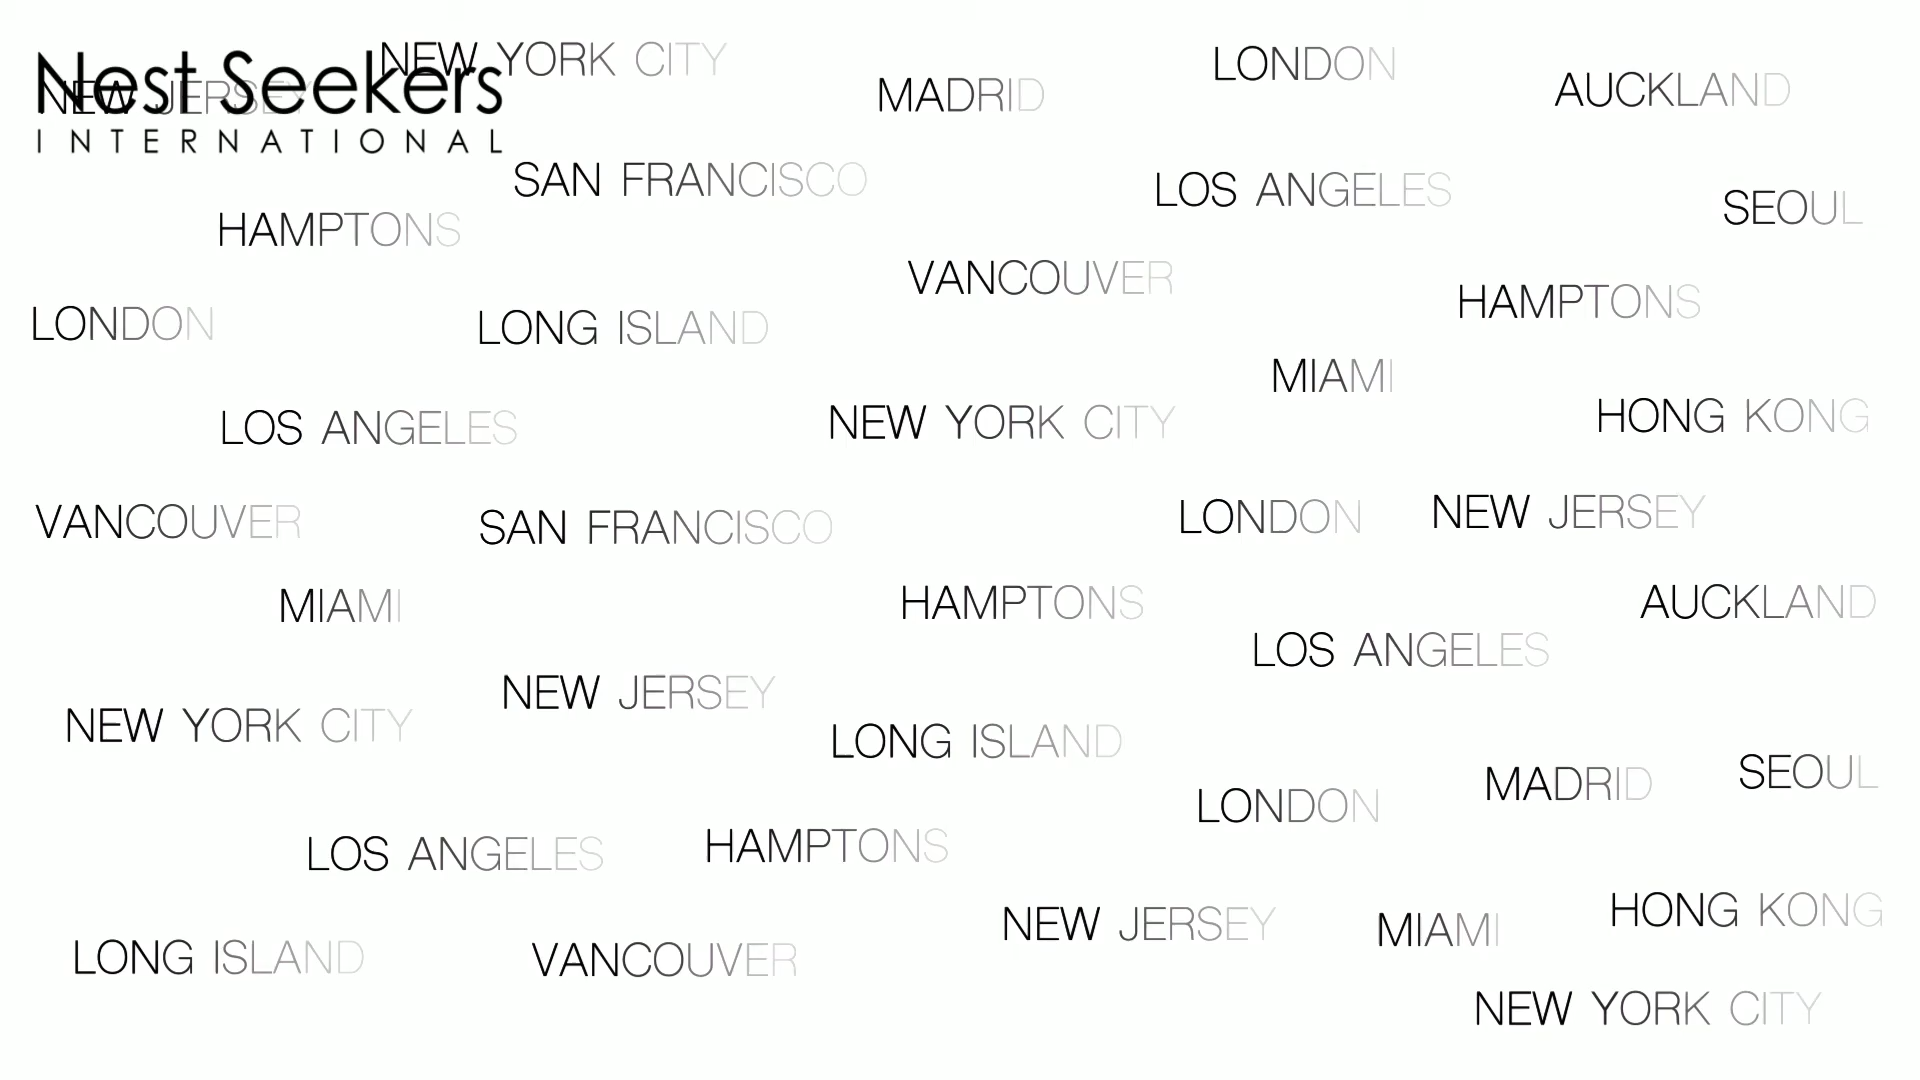 Nest Seekers
INTERNATIONAL
NEW YORK CITY
NEW JERSEY
MADRID
LONDON
AUCKLAND
SAN FRANCISCO
LOS ANGELES
SEOUL
HAMPTONS
VANCOUVER
HAMPTONS
LONDON
LONG ISLAND
MIAMI
LOS ANGELES
NEW YORK CITY
HONG KONG
VANCOUVER
SAN FRANCISCO
LONDON
NEW JERSEY
MIAMI
HAMPTONS
AUCKLAND
LOS ANGELES
NEW JERSEY
NEW YORK CITY
LONG ISLAND
SEOUL
MADRID
LONDON
LOS ANGELES
HAMPTONS
NEW JERSEY
MIAMI
HONG KONG
LONG ISLAND
VANCOUVER
NEW YORK CITY